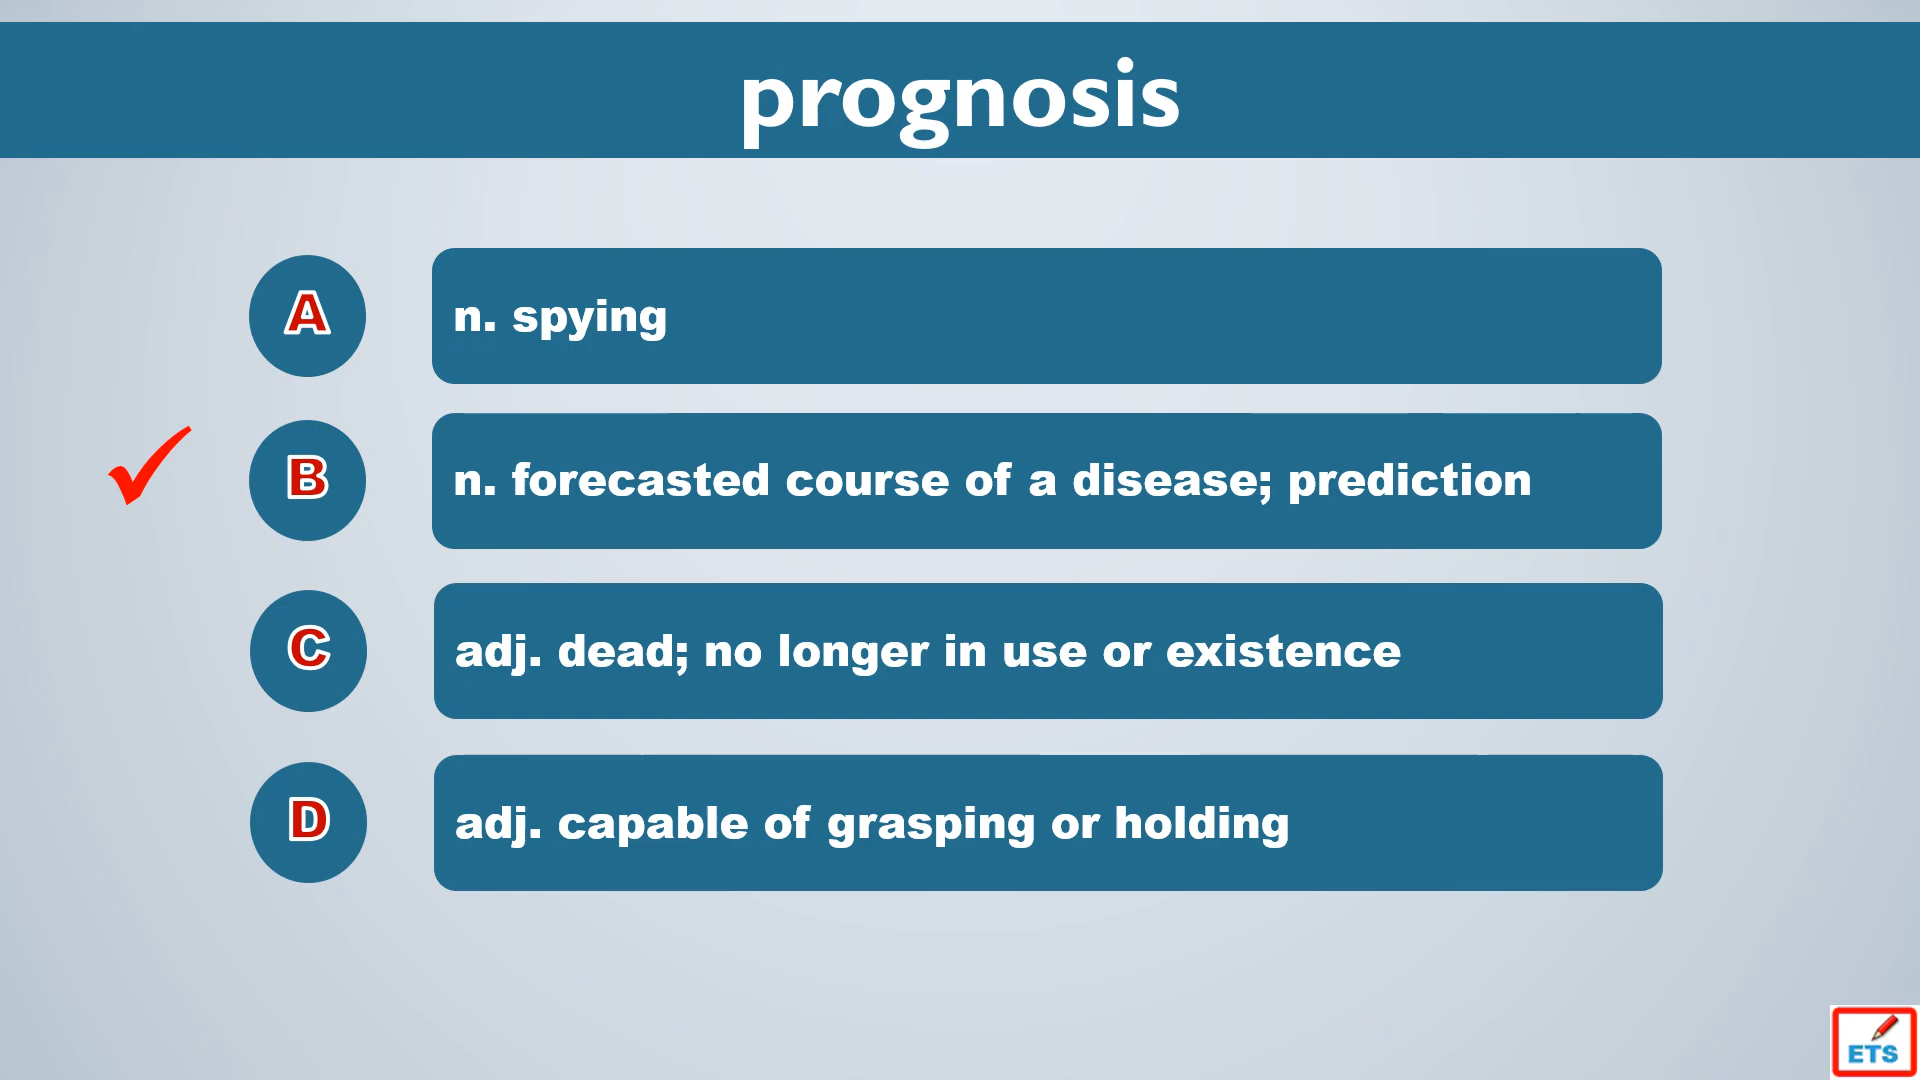 prognosis
A
n. spying
B
n. forecasted course of a disease; prediction
C
adj. dead; no longer in use or existence
D
adj. capable of grasping or holding
ETS